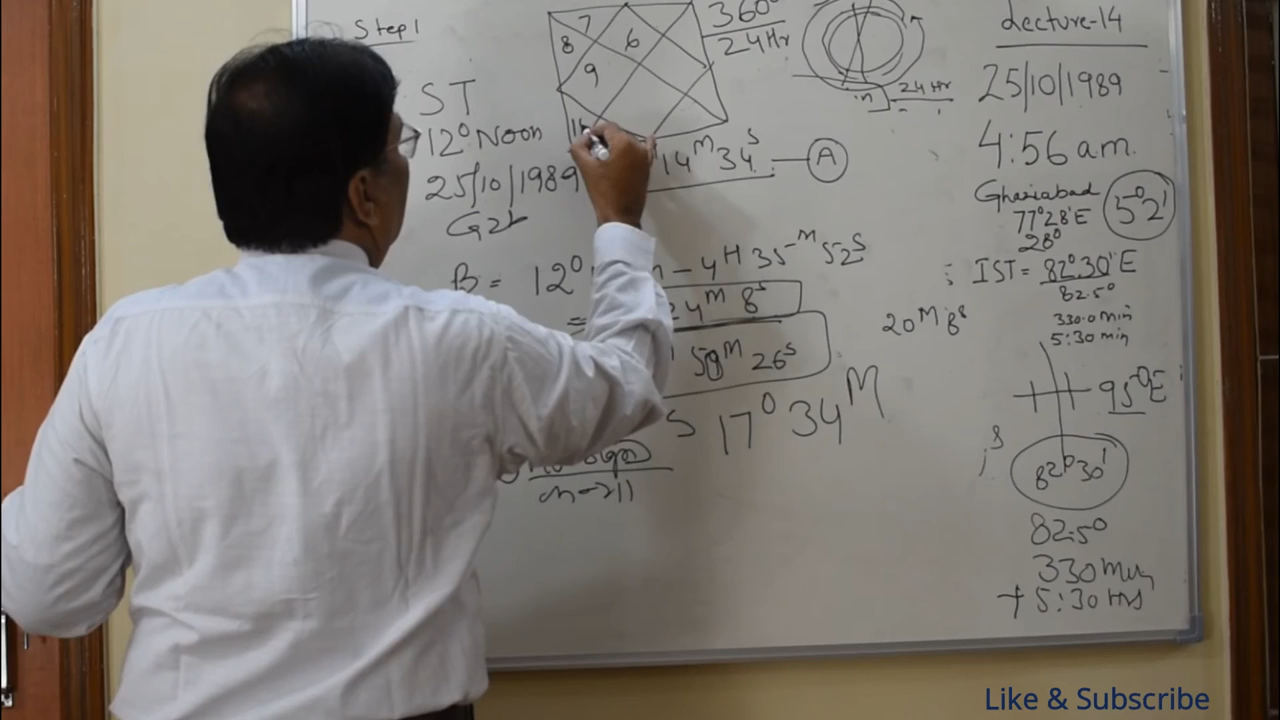 Step 1
7
8
6
9
360°
24Hr
in
24 Hr
Lecture-14
25/10/1989
4:56 am.
Ghaziabad
77°28'E
28°
5°2'
ST
12° Noon
25/10/1989
Gzb
14ᴹ 34ˢ
A
B = 12°
- 4ᴴ 35ᴹ 52ˢ
=
24ᴹ 8ˢ
20ᴹ 8ˢ
26ˢ
: IST = 82°30' E
82.5°
330.0 min
5:30 min
95°E
S 17° 34ᴹ
82°30'
82.5°
330 min
+ 5:30 Hrs
Like & Subscribe